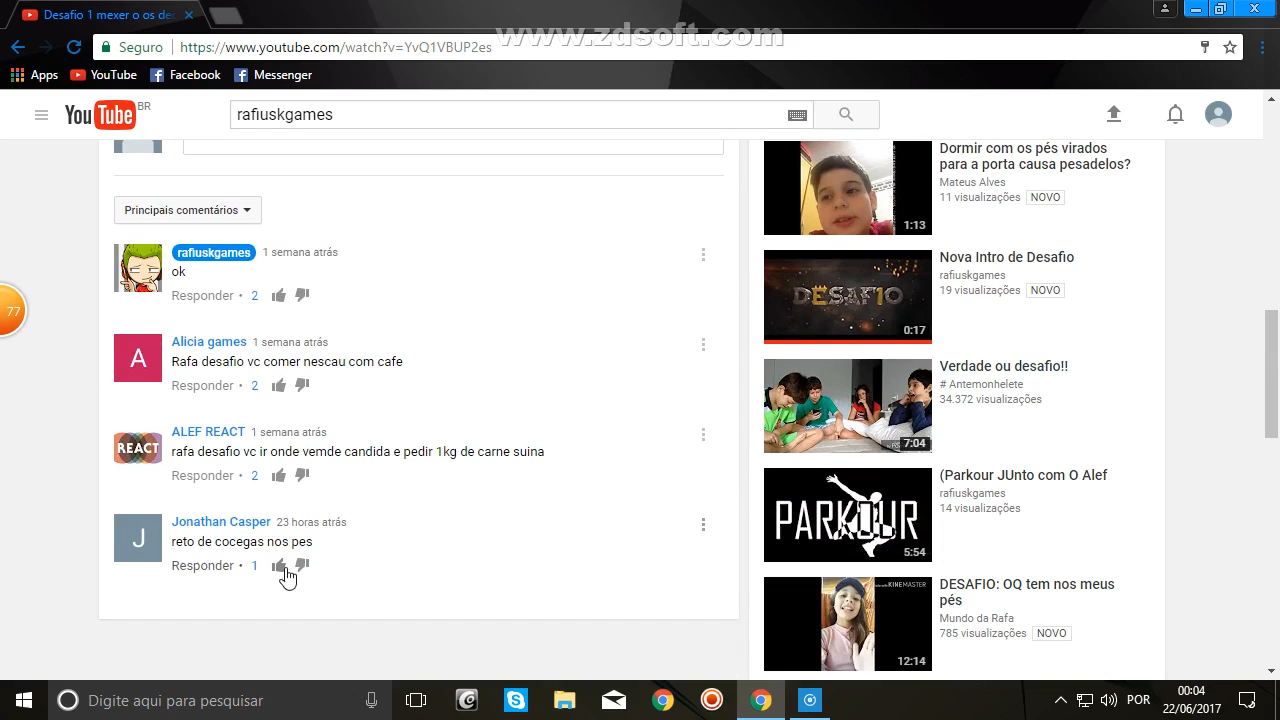 Desafio 1 mexer o os de
www.zdsoft.com
Seguro https://www.youtube.com/watch?v=YvQ1VBUP2es
Apps YouTube Facebook Messenger
YouTube BR
rafiuskgames
Principais comentários
rafiuskgames 1 semana atrás
ok
Responder • 2
77
Alicia games 1 semana atrás
Rafa desafio vc comer nescau com cafe
Responder • 2
REACT
ALEF REACT 1 semana atrás
rafa desafio vc ir onde vemde candida e pedir 1kg de carne suina
Responder • 2
A
J
Jonathan Casper 23 horas atrás
reto de cocegas nos pes
Responder • 1
Dormir com os pés virados
para a porta causa pesadelos?
Mateus Alves
11 visualizações NOVO
1:13
Nova Intro de Desafio
rafiuskgames
19 visualizações NOVO
DESAF1O
0:17
Verdade ou desafio!!
# Antemonhelete
34.372 visualizações
7:04
(Parkour JUnto com O Alef
rafiuskgames
14 visualizações
PARKOUR
5:54
DESAFIO: OQ tem nos meus
pés
Mundo da Rafa
785 visualizações NOVO
KINEMASTER
12:14
Digite aqui para pesquisar
POR
00:04
22/06/2017